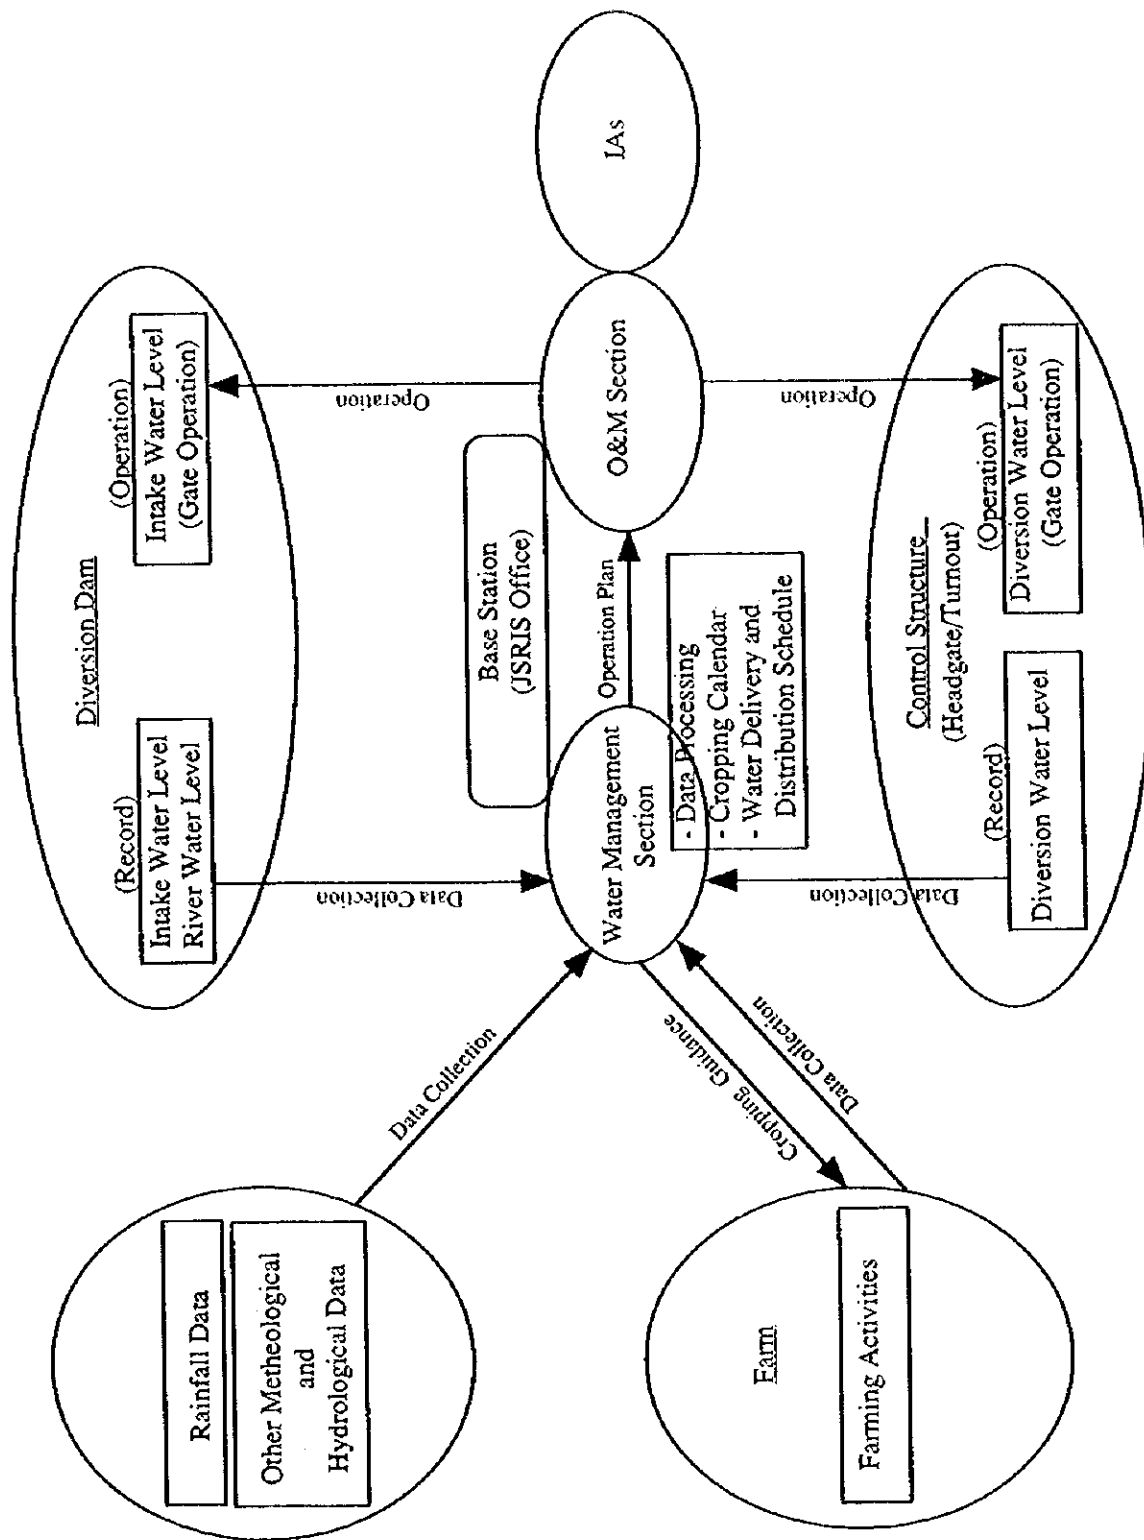 Rainfall Data
Other Metheological
and
Hydrological Data
Data Collection
Diversion Dam
(Record)
Intake Water Level
River Water Level
(Operation)
Intake Water Level
(Gate Operation)
Data Collection
Operation
Base Station
(JSRIS Office)
Water Management
Section
Operation Plan
O&M Section
IAs
- Data Processing
- Cropping Calendar
- Water Delivery and
Distribution Schedule
Cropping Guidance
Data Collection
Data Collection
Operation
Farm
Farming Activities
Control Structure
(Headgate/Turnout)
(Record)
Diversion Water Level
(Operation)
Diversion Water Level
(Gate Operation)